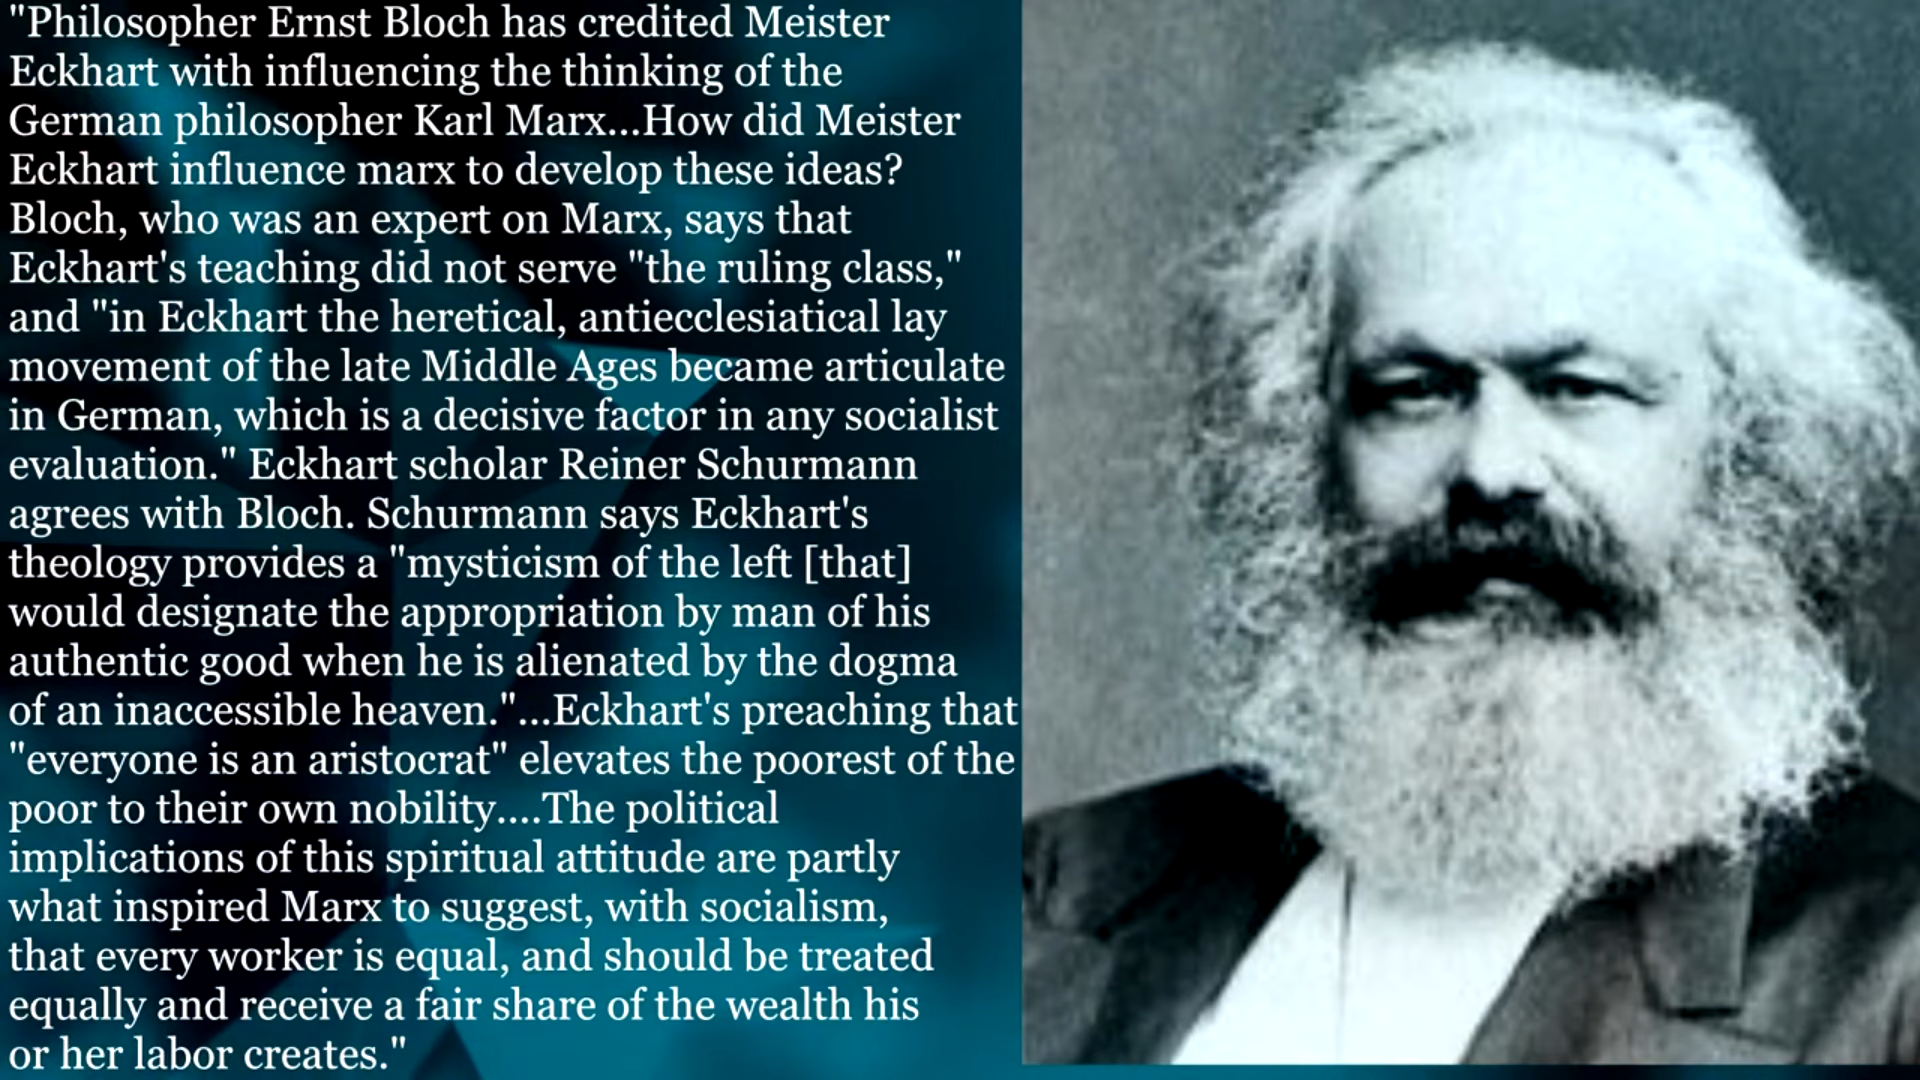 "Philosopher Ernst Bloch has credited Meister
Eckhart with influencing the thinking of the
German philosopher Karl Marx...How did Meister
Eckhart influence marx to develop these ideas?
Bloch, who was an expert on Marx, says that
Eckhart's teaching did not serve "the ruling class,"
and "in Eckhart the heretical, antiecclesiatical lay
movement of the late Middle Ages became articulate
in German, which is a decisive factor in any socialist
evaluation." Eckhart scholar Reiner Schurmann
agrees with Bloch. Schurmann says Eckhart's
theology provides a "mysticism of the left [that]
would designate the appropriation by man of his
authentic good when he is alienated by the dogma
of an inaccessible heaven."...Eckhart's preaching that
"everyone is an aristocrat" elevates the poorest of the
poor to their own nobility....The political
implications of this spiritual attitude are partly
what inspired Marx to suggest, with socialism,
that every worker is equal, and should be treated
equally and receive a fair share of the wealth his
or her labor creates."